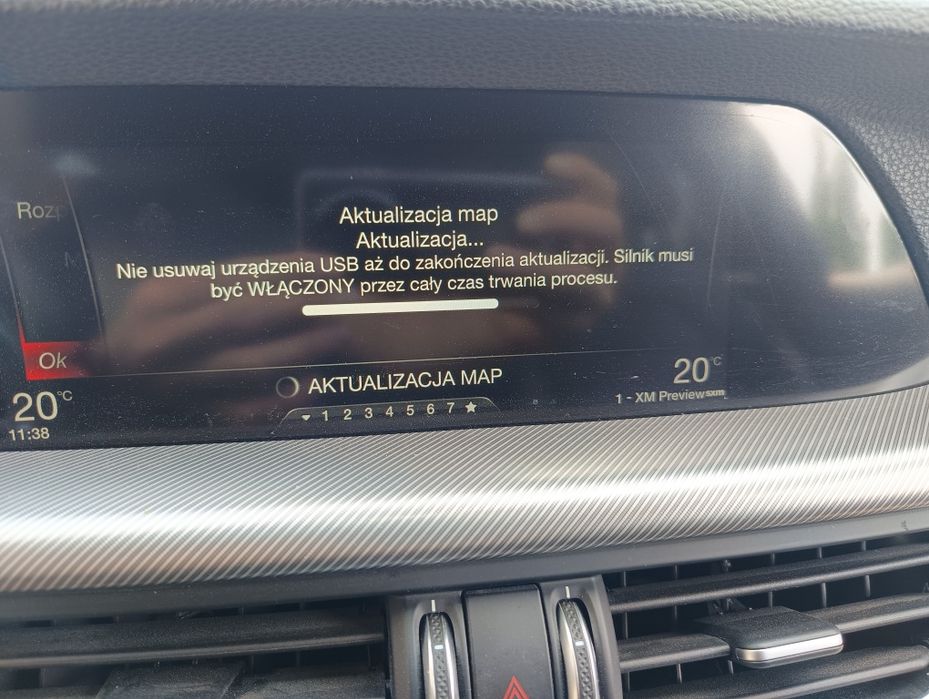 Aktualizacja map
Aktualizacja...
Nie usuwaj urządzenia USB aż do zakończenia aktualizacji. Silnik musi
być WŁĄCZONY przez cały czas trwania procesu.
Ok
AKTUALIZACJA MAP
20 °C
11:38
1 2 3 4 5 6 7
20 °C
1 - XM Preview sxm